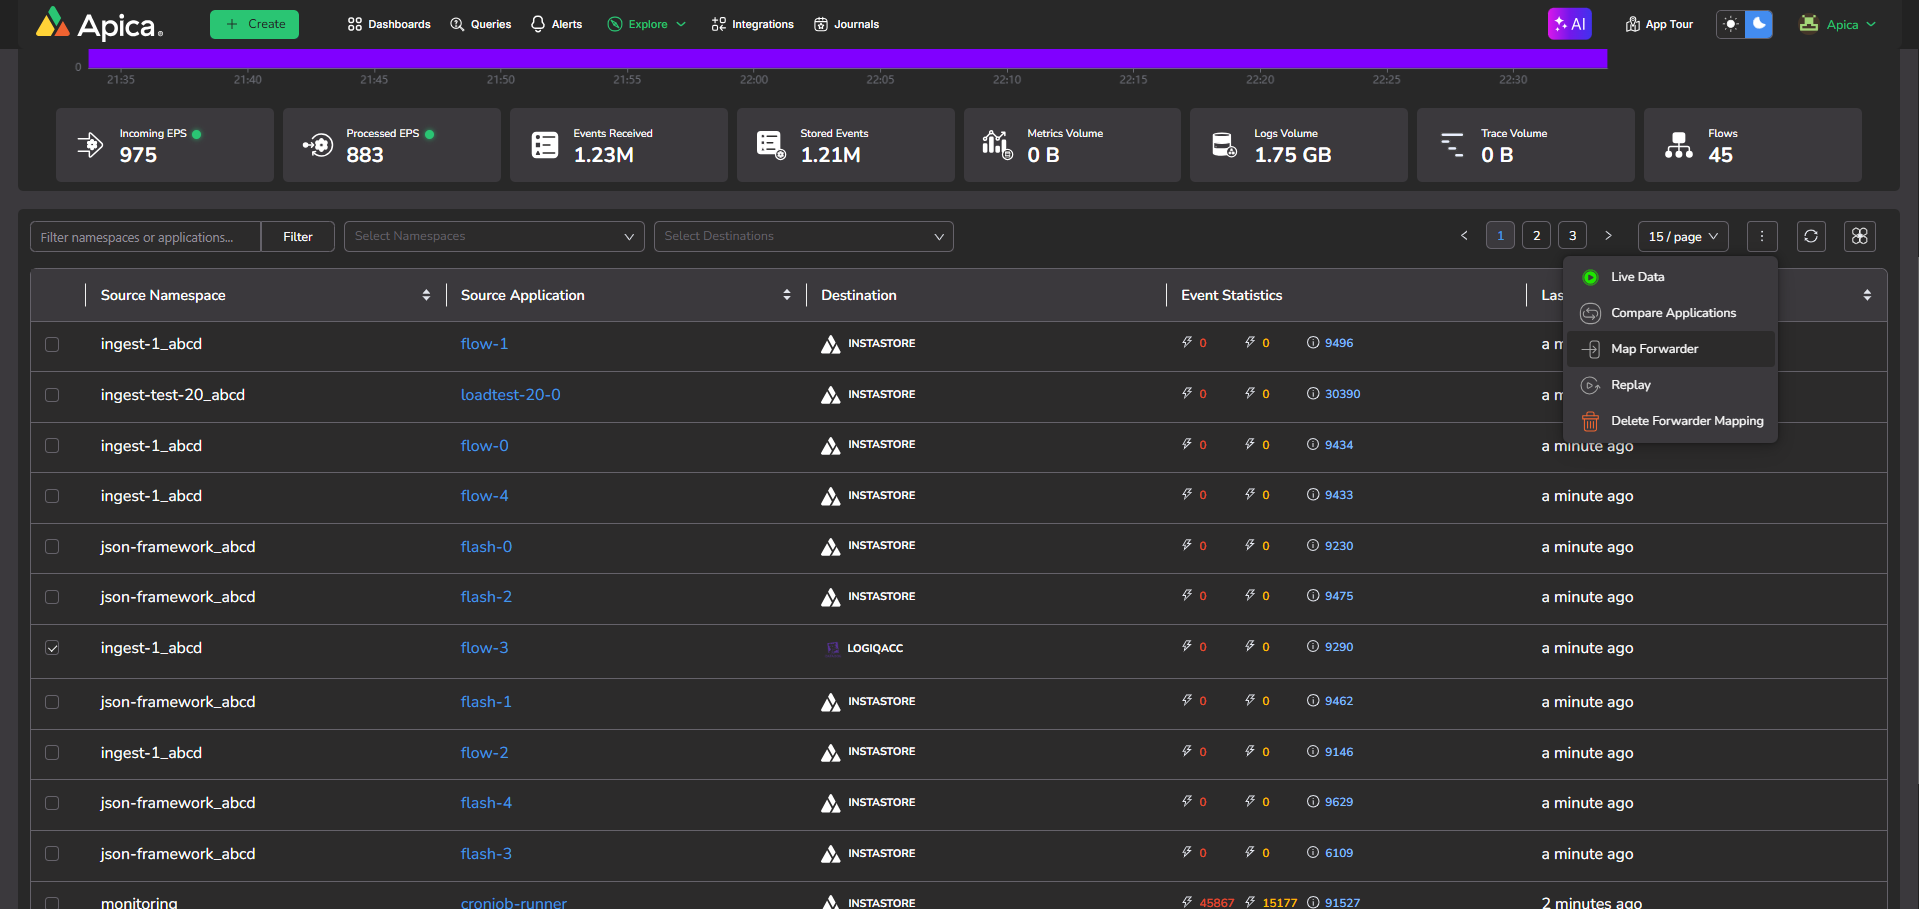 Apica
Create
Dashboards
Queries
Alerts
Explore
Integrations
Journals
AI
App Tour
Apica
0
21:35 21:40 21:45 21:50 21:55 22:00 22:05 22:10 22:15 22:20 22:25 22:30
Incoming EPS
975
Processed EPS
883
Events Received
1.23M
Stored Events
1.21M
Metrics Volume
0 B
Logs Volume
1.75 GB
Trace Volume
0 B
Flows
45
Filter namespaces or applications...
Filter
Select Namespaces
Select Destinations
1 2 3
15 / page
Live Data
Compare Applications
Map Forwarder
Replay
Delete Forwarder Mapping
Source Namespace Source Application Destination Event Statistics Las
ingest-1_abcd flow-1 INSTASTORE 0 0 9496 a m
ingest-test-20_abcd loadtest-20-0 INSTASTORE 0 0 30390 a m
ingest-1_abcd flow-0 INSTASTORE 0 0 9434 a minute ago
ingest-1_abcd flow-4 INSTASTORE 0 0 9433 a minute ago
json-framework_abcd flash-0 INSTASTORE 0 0 9230 a minute ago
json-framework_abcd flash-2 INSTASTORE 0 0 9475 a minute ago
ingest-1_abcd flow-3 LOGIQACC 0 0 9290 a minute ago
json-framework_abcd flash-1 INSTASTORE 0 0 9462 a minute ago
ingest-1_abcd flow-2 INSTASTORE 0 0 9146 a minute ago
json-framework_abcd flash-4 INSTASTORE 0 0 9629 a minute ago
json-framework_abcd flash-3 INSTASTORE 0 0 6109 a minute ago
monitoring cronjob-runner INSTASTORE 45867 15177 91527 2 minutes ago